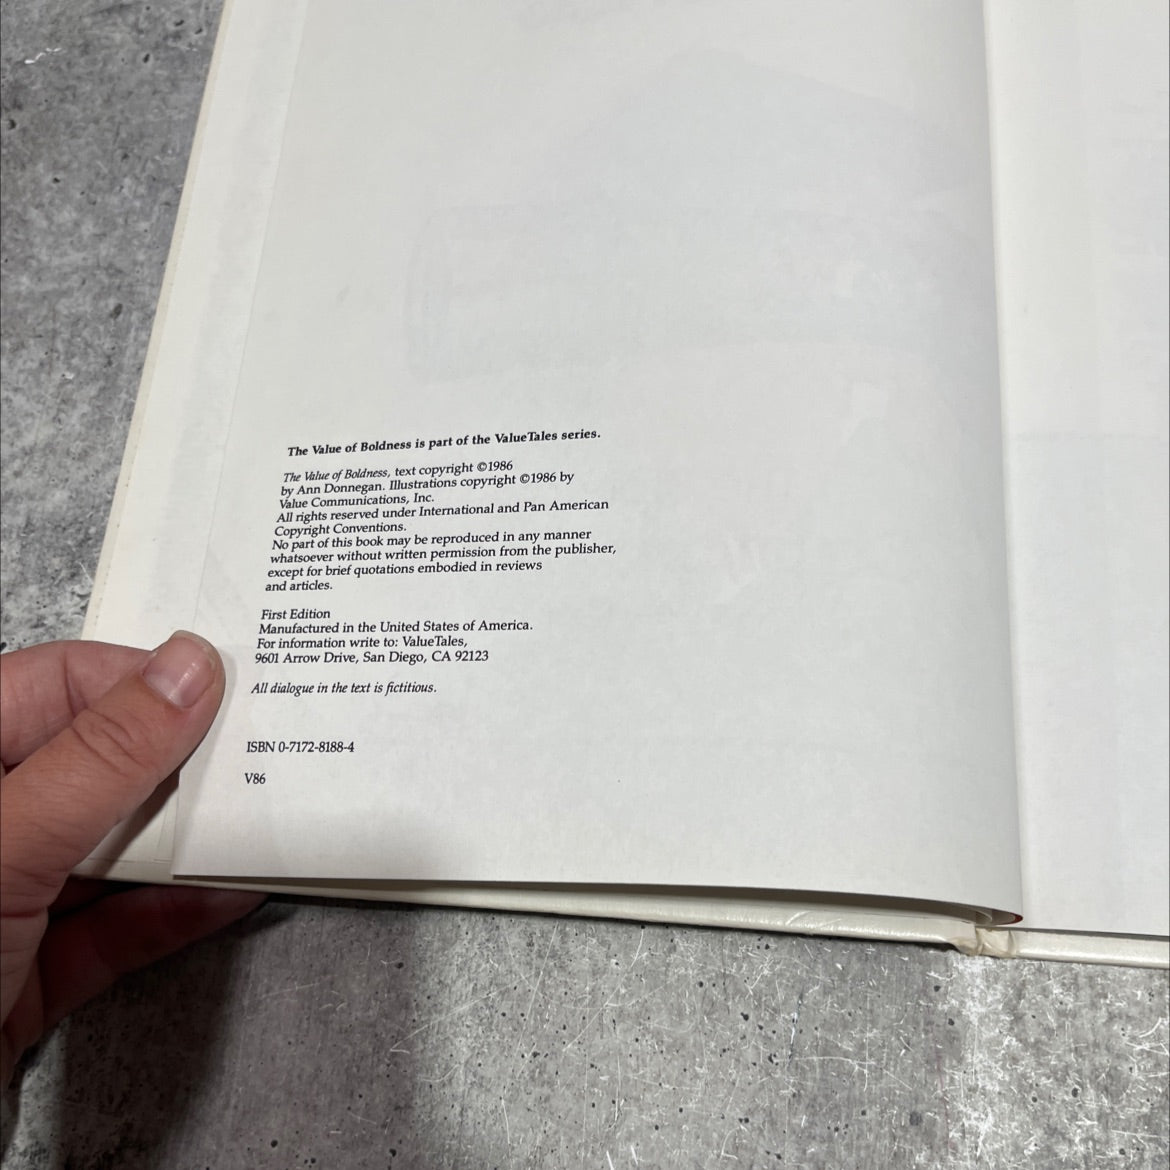 The Value of Boldness is part of the ValueTales series.
The Value of Boldness, text copyright ©1986
by Ann Donnegan. Illustrations copyright ©1986 by
Value Communications, Inc.
All rights reserved under International and Pan American
Copyright Conventions.
No part of this book may be reproduced in any manner
whatsoever without written permission from the publisher,
except for brief quotations embodied in reviews
and articles.
First Edition
Manufactured in the United States of America.
For information write to: ValueTales,
9601 Arrow Drive, San Diego, CA 92123
All dialogue in the text is fictitious.
ISBN 0-7172-8188-4
V86